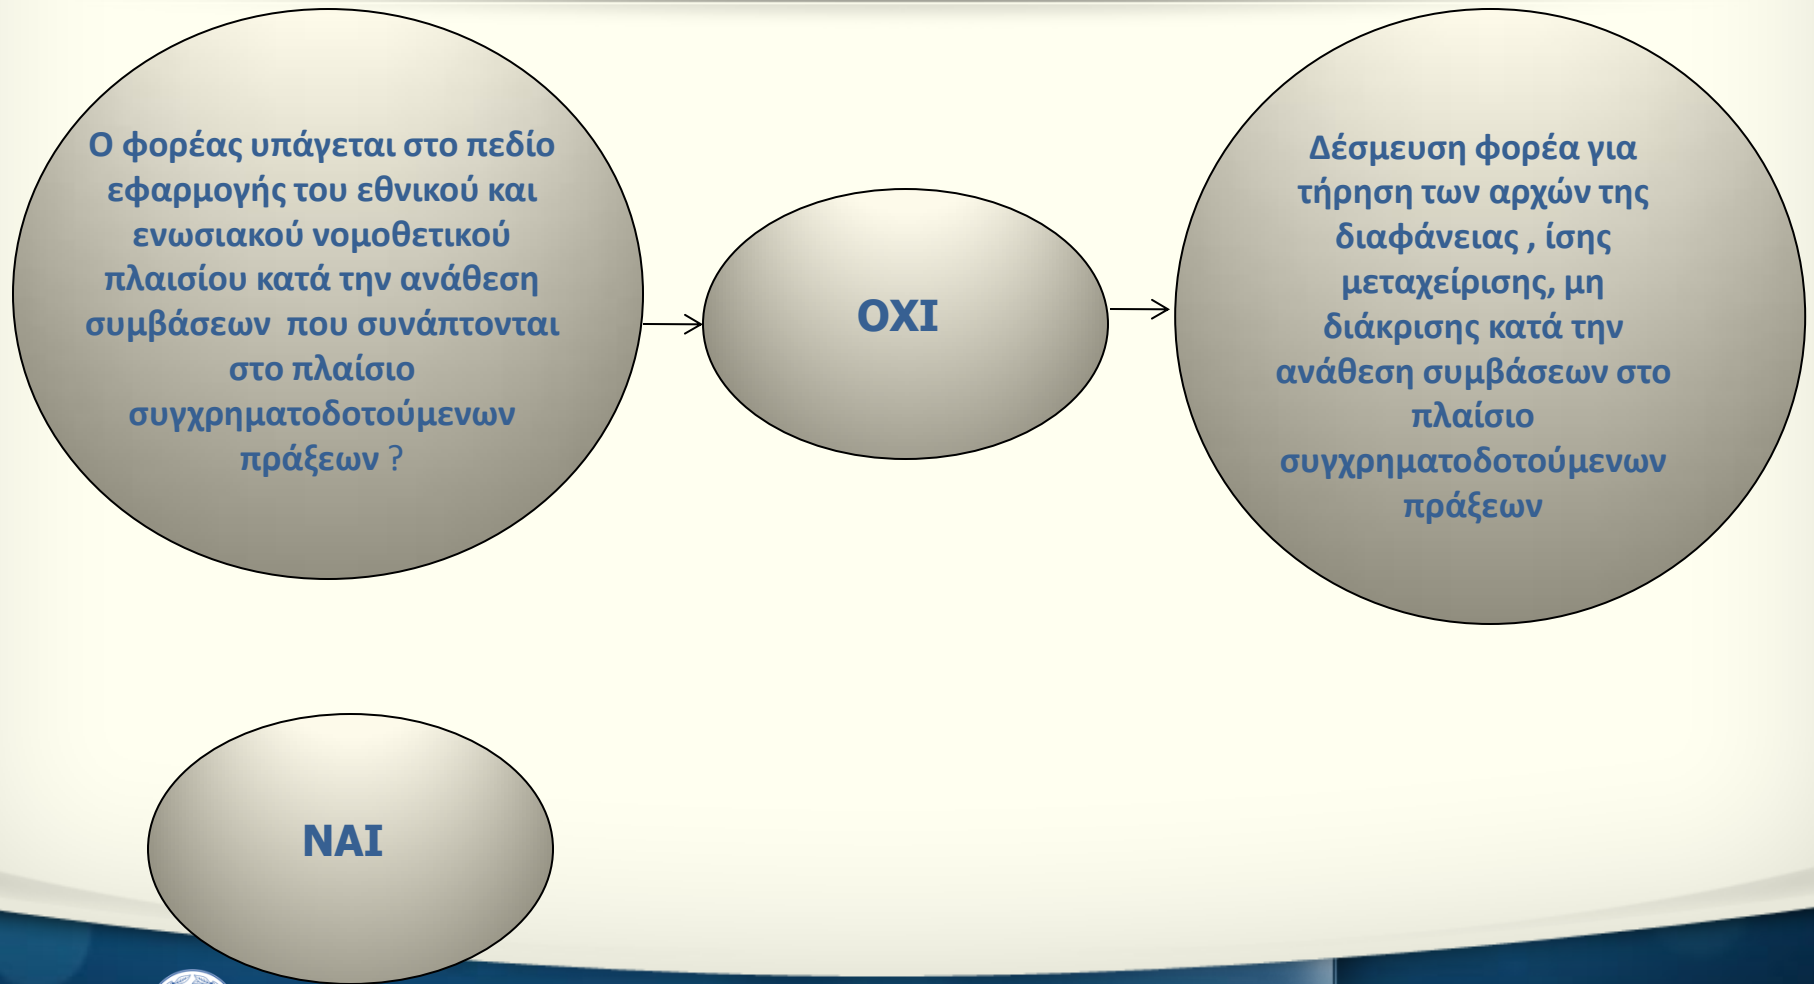 Ο φορέας υπάγεται στο πεδίο
εφαρμογής του εθνικού και
ενωσιακού νομοθετικού
πλαισίου κατά την ανάθεση
συμβάσεων που συνάπτονται
στο πλαίσιο
συγχρηματοδοτούμενων
πράξεων ?
ΟΧΙ
Δέσμευση φορέα για
τήρηση των αρχών της
διαφάνειας , ίσης
μεταχείρισης, μη
διάκρισης κατά την
ανάθεση συμβάσεων στο
πλαίσιο
συγχρηματοδοτούμενων
πράξεων
ΝΑΙ